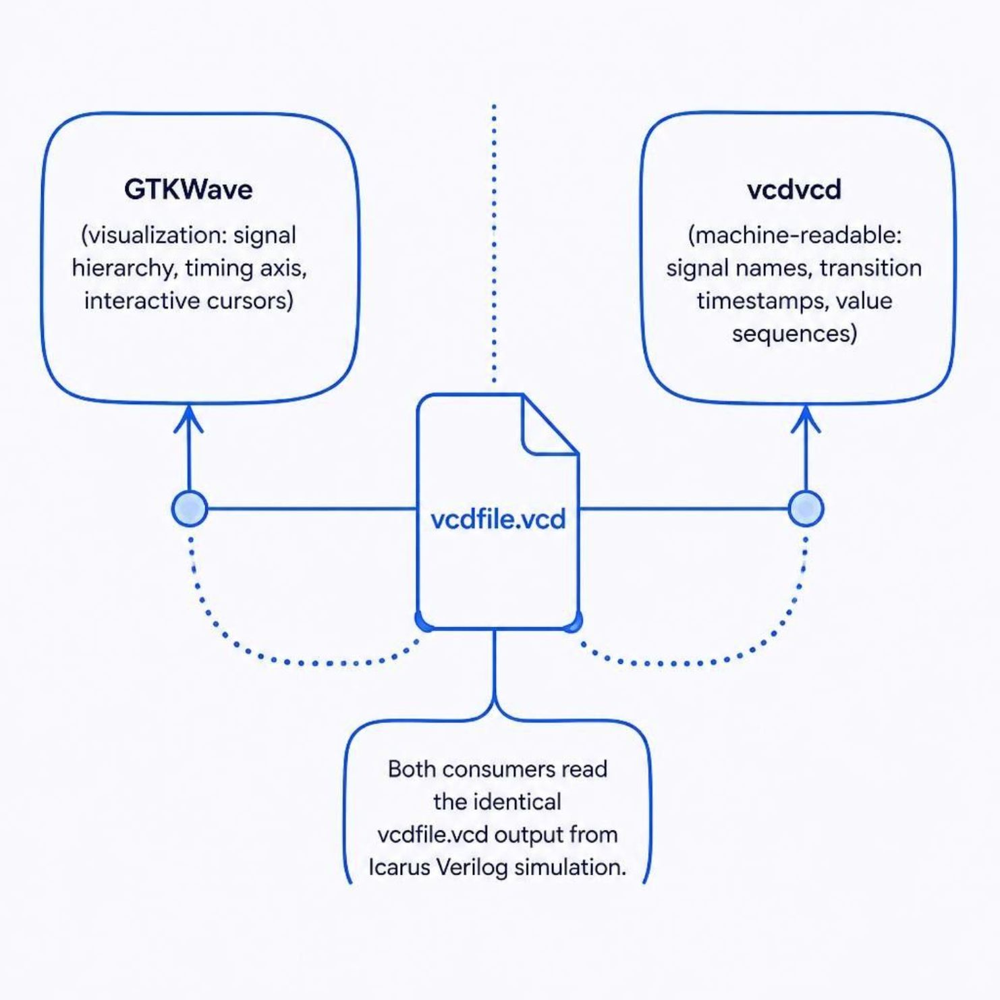 GTKWave
(visualization: signal
hierarchy, timing axis,
interactive cursors)
vcdvcd
(machine-readable:
signal names, transition
timestamps, value
sequences)
vcdfile.vcd
Both consumers read
the identical
vcdfile.vcd output from
Icarus Verilog simulation.